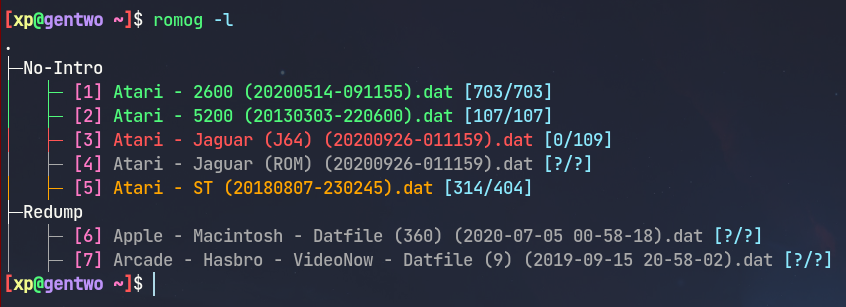 [xp@gentwo ~]$ romog -l
.
├─No-Intro
│   ├─ [1] Atari - 2600 (20200514-091155).dat [703/703]
│   ├─ [2] Atari - 5200 (20130303-220600).dat [107/107]
│   ├─ [3] Atari - Jaguar (J64) (20200926-011159).dat [0/109]
│   ├─ [4] Atari - Jaguar (ROM) (20200926-011159).dat [?/?]
│   ├─ [5] Atari - ST (20180807-230245).dat [314/404]
├─Redump
│   ├─ [6] Apple - Macintosh - Datfile (360) (2020-07-05 00-58-18).dat [?/?]
│   ├─ [7] Arcade - Hasbro - VideoNow - Datfile (9) (2019-09-15 20-58-02).dat [?/?]
[xp@gentwo ~]$